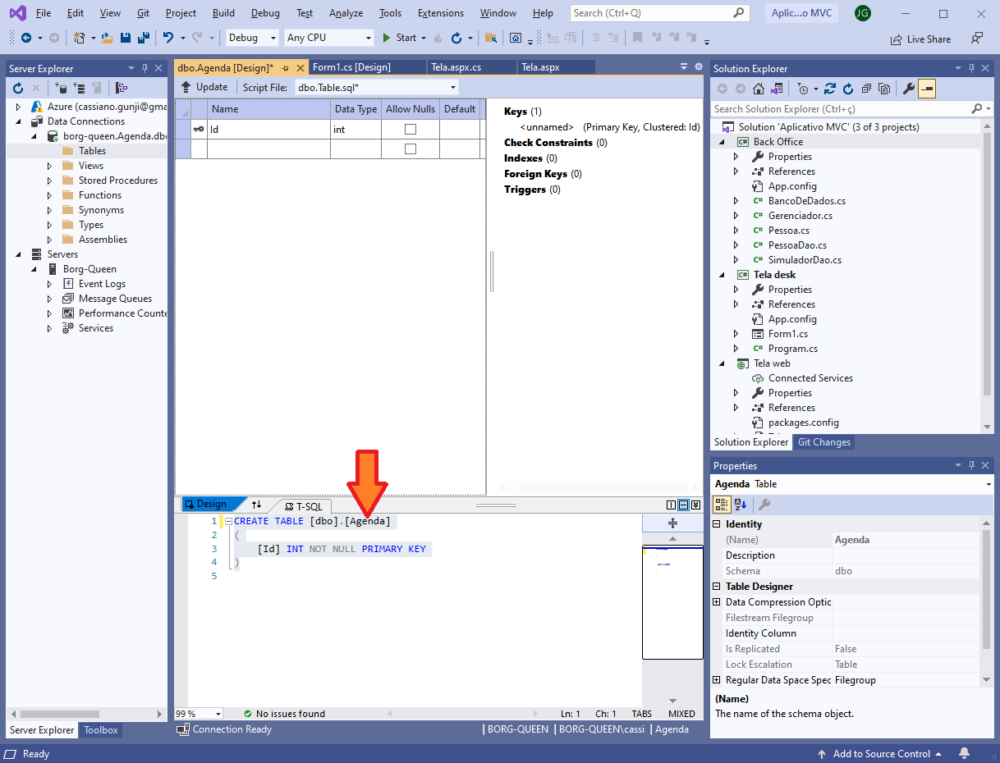 File Edit View Git Project Build Debug Test Analyze Tools Extensions Window Help Search (Ctrl+Q) Aplic...o MVC JG
Debug Any CPU Start Live Share
Server Explorer
Azure (cassiano.gunji@gma
Data Connections
borg-queen.Agenda.dbo
Tables
Views
Stored Procedures
Functions
Synonyms
Types
Assemblies
Servers
Borg-Queen
Event Logs
Message Queues
Performance Counte
Services
Server Explorer Toolbox
dbo.Agenda [Design]* Form1.cs [Design] Tela.aspx.cs Tela.aspx
Update Script File: dbo.Table.sql*
Name Data Type Allow Nulls Default
Id int
Keys (1)
<unnamed> (Primary Key, Clustered: Id)
Check Constraints (0)
Indexes (0)
Foreign Keys (0)
Triggers (0)
Design T-SQL
1 CREATE TABLE [dbo].[Agenda]
2 (
3 [Id] INT NOT NULL PRIMARY KEY
4 )
5
99 % No issues found Ln: 1 Ch: 1 TABS MIXED
Connection Ready BORG-QUEEN BORG-QUEEN\cassi Agenda
Solution Explorer
Search Solution Explorer (Ctrl+ç)
Solution 'Aplicativo MVC' (3 of 3 projects)
Back Office
Properties
References
App.config
BancoDeDados.cs
Gerenciador.cs
Pessoa.cs
PessoaDao.cs
SimuladorDao.cs
Tela desk
Properties
References
App.config
Form1.cs
Program.cs
Tela web
Connected Services
Properties
References
packages.config
Solution Explorer Git Changes
Properties
Agenda Table
Identity
(Name) Agenda
Description
Schema dbo
Table Designer
Data Compression Optic
Filestream Filegroup
Identity Column
Is Replicated False
Lock Escalation Table
Regular Data Space Spec Filegroup
(Name)
The name of the schema object.
Ready Add to Source Control